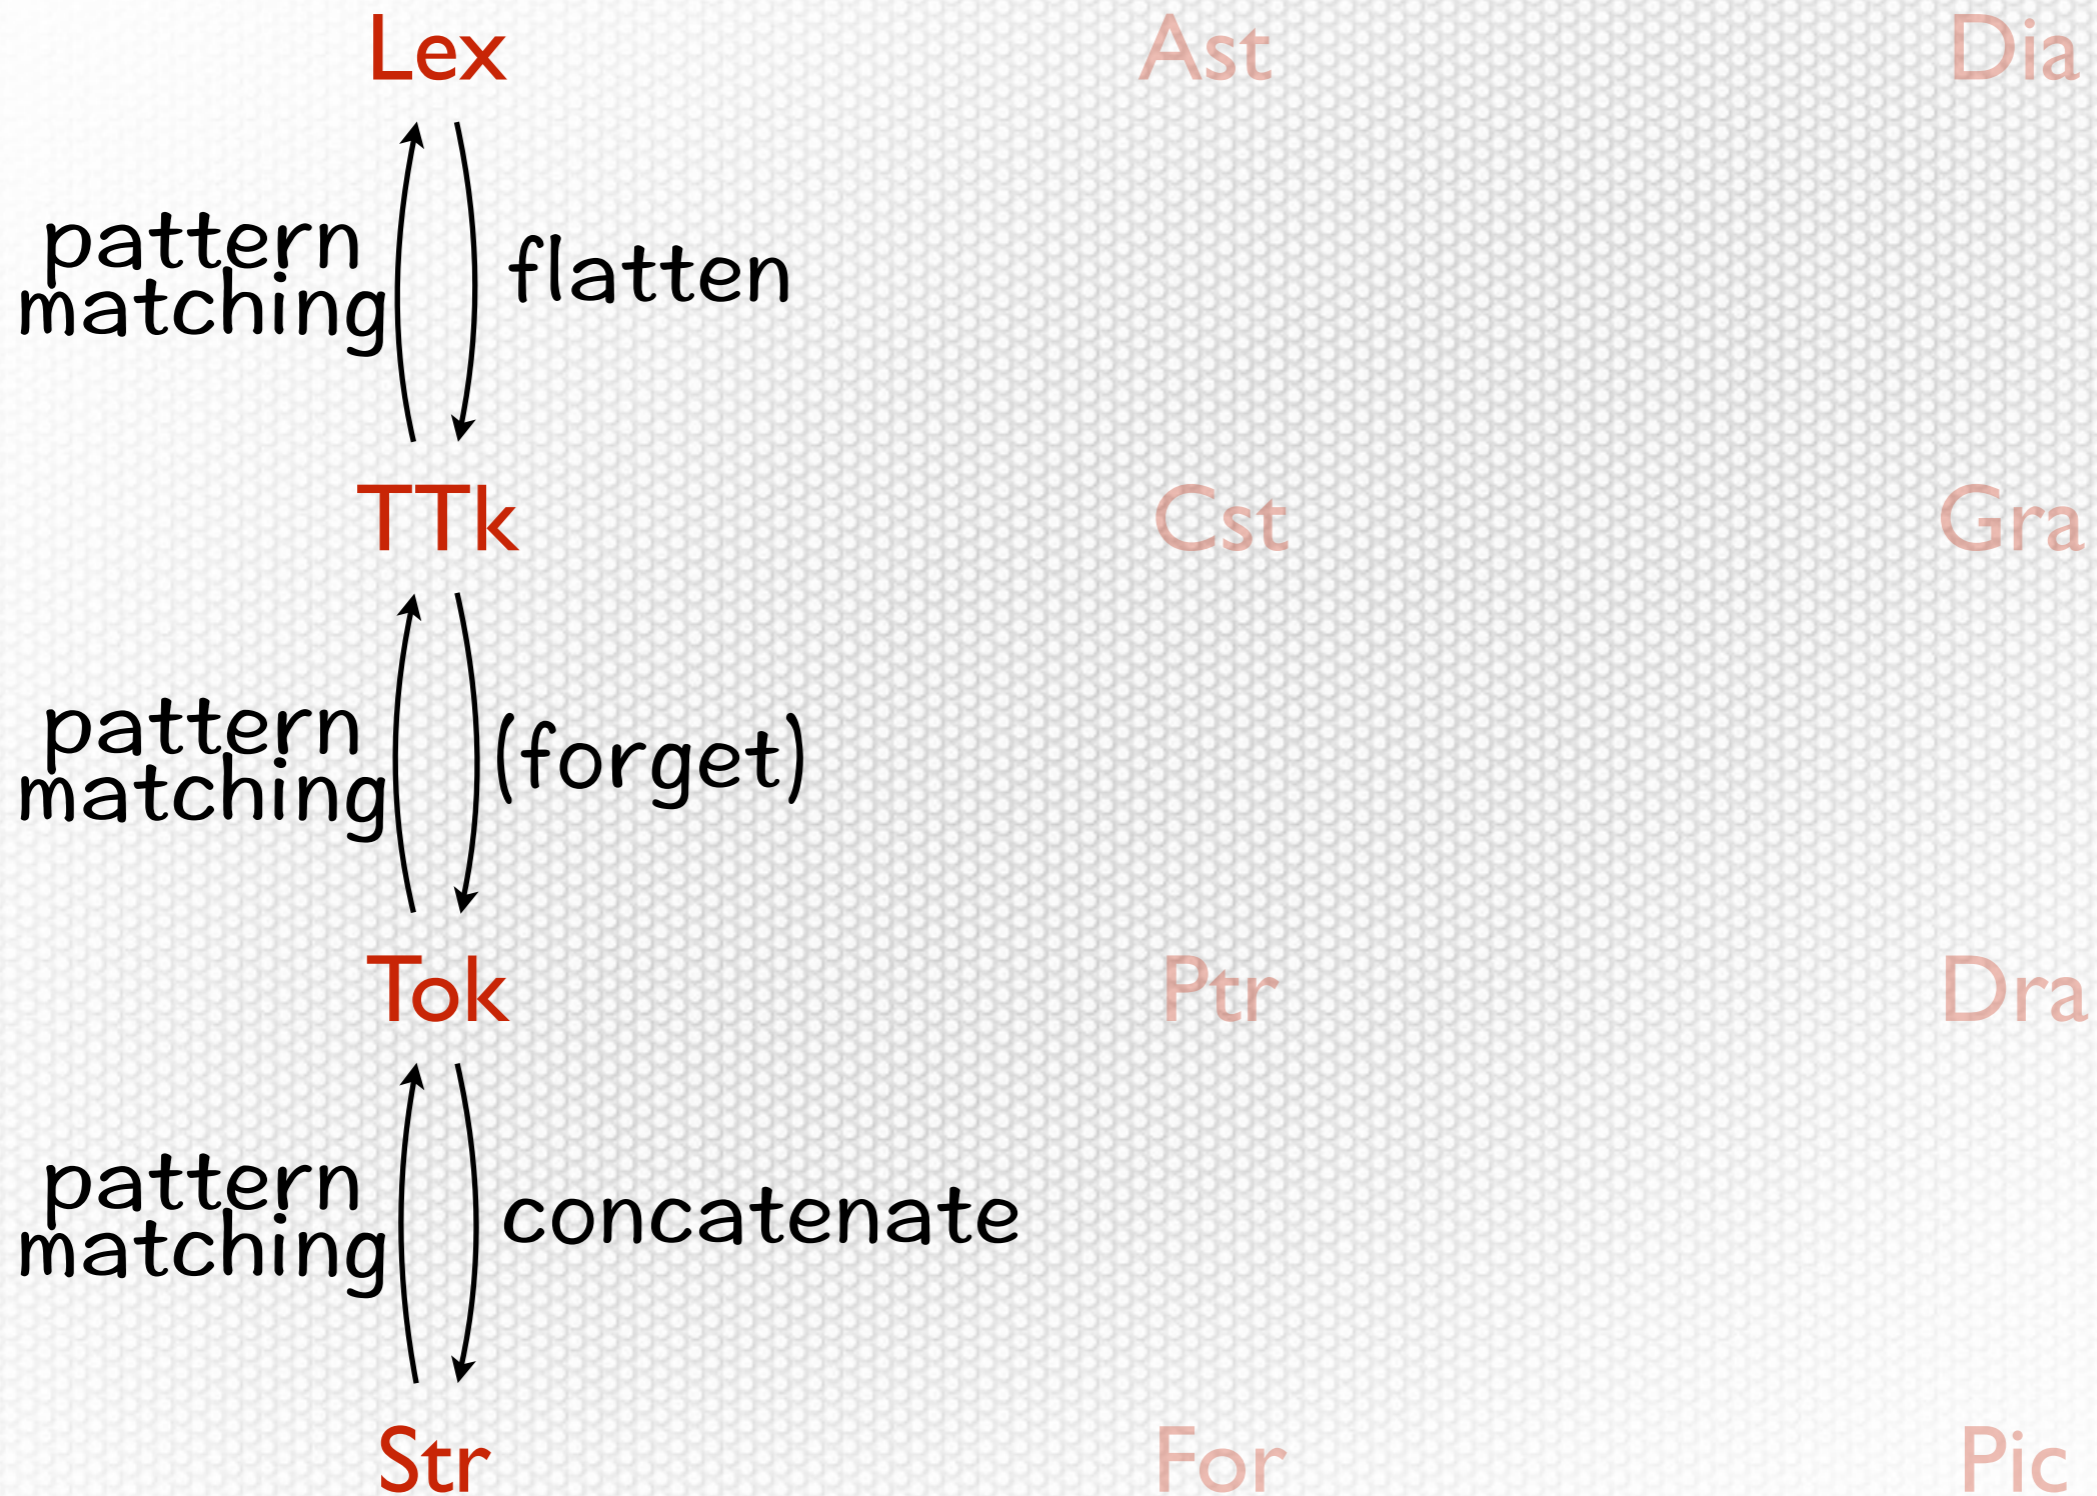 Lex Ast Dia
pattern
matching
flatten
TTk Cst Gra
pattern
matching
(forget)
Tok Ptr Dra
pattern
matching
concatenate
Str For Pic